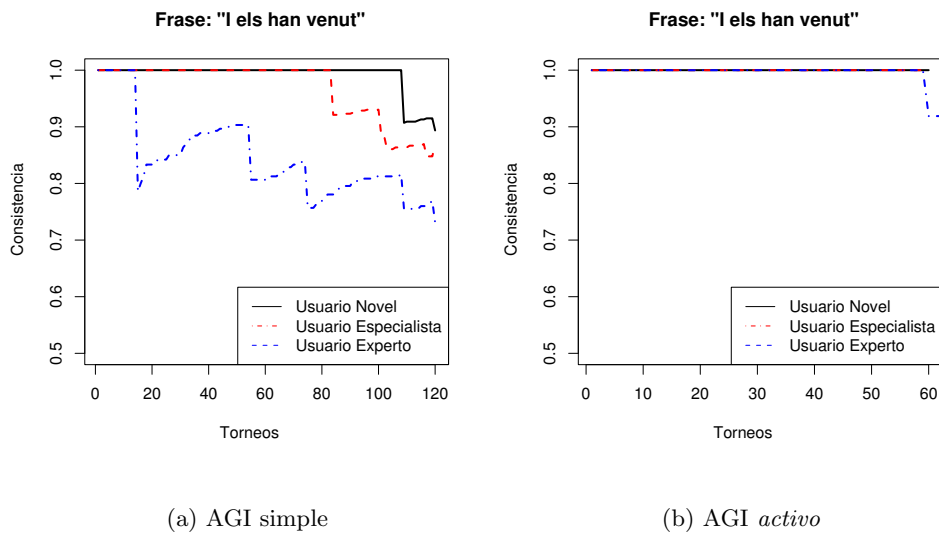 Frase: "I els han venut"
Consistencia
1.0
0.9
0.8
0.7
0.6
0.5
Usuario Novel
Usuario Especialista
Usuario Experto
0 20 40 60 80 100 120
Torneos
(a) AGI simple
Frase: "I els han venut"
Consistencia
1.0
0.9
0.8
0.7
0.6
0.5
Usuario Novel
Usuario Especialista
Usuario Experto
0 10 20 30 40 50 60
Torneos
(b) AGI activo